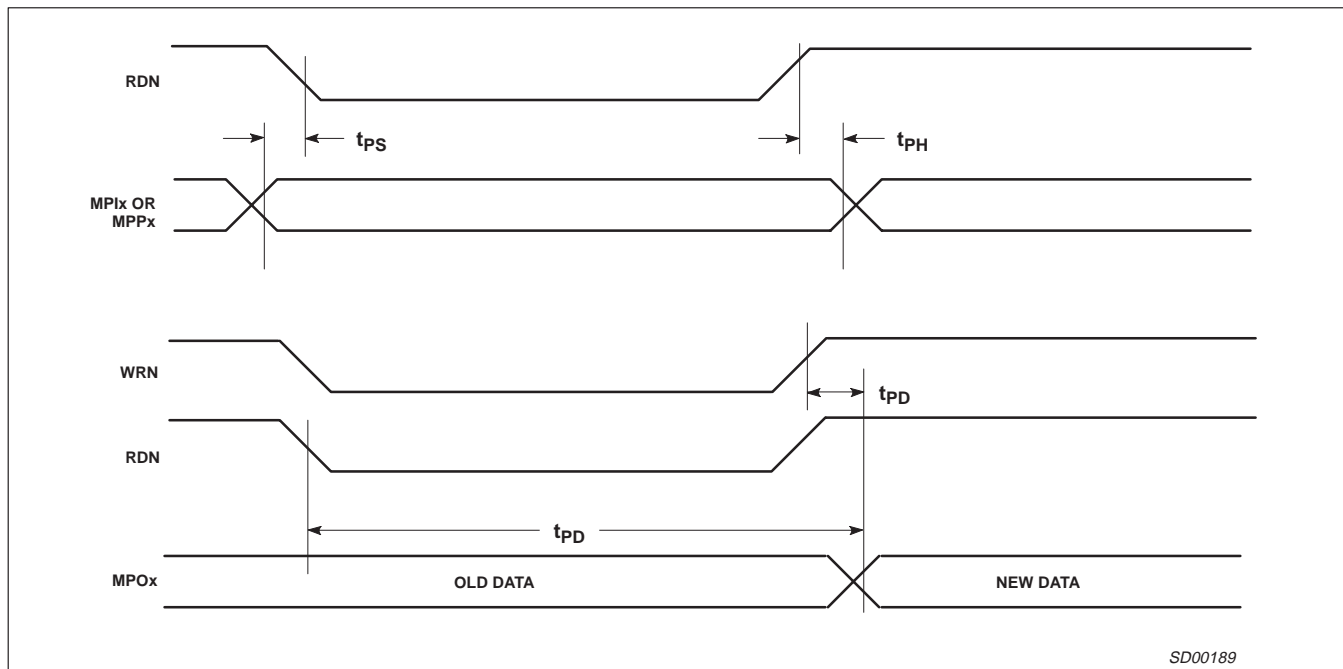 RDN
tPS
tPH
MPIx OR
MPPx
WRN
tPD
RDN
tPD
MPOx
OLD DATA
NEW DATA
SD00189